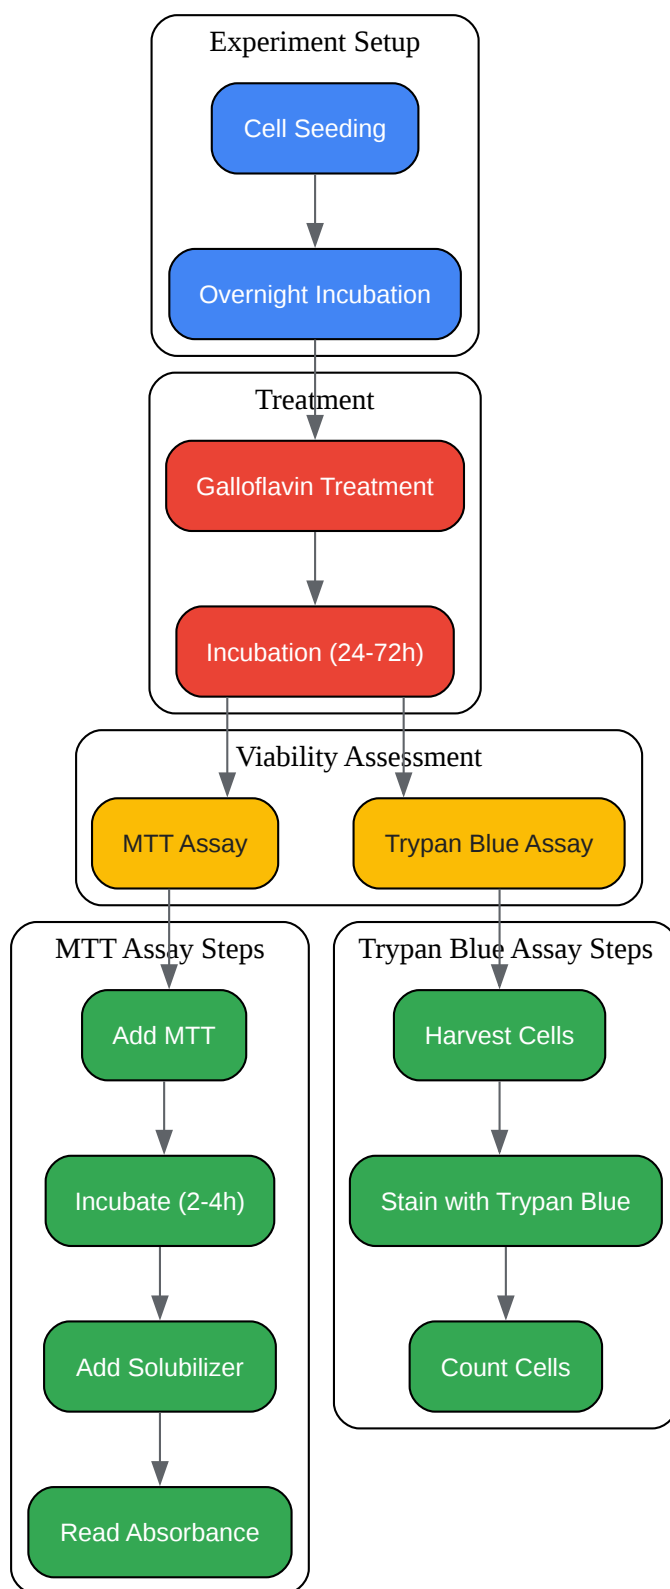 Experiment Setup
Cell Seeding
Overnight Incubation
Treatment
Galloflavin Treatment
Incubation (24-72h)
Viability Assessment
MTT Assay
Trypan Blue Assay
MTT Assay Steps
Add MTT
Incubate (2-4h)
Add Solubilizer
Read Absorbance
Trypan Blue Assay Steps
Harvest Cells
Stain with Trypan Blue
Count Cells